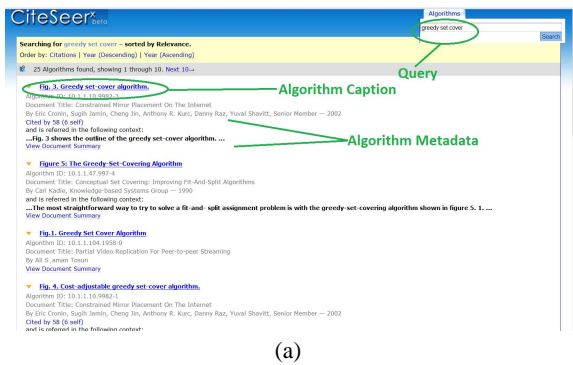 CiteSeerX beta
Algorithms
greedy set cover
Search
Searching for greedy set cover – sorted by Relevance.
Order by: Citations | Year (Descending) | Year (Ascending)
Query
25 Algorithms found, showing 1 through 10. Next 10→
Fig. 3. Greedy set-cover algorithm.
Algorithm Caption
Algorithm ID: 10.1.1.10.9982-2
Document Title: Constrained Mirror Placement On The Internet
By Eric Cronin, Sugih Jamin, Cheng Jin, Anthony R. Kurc, Danny Raz, Yuval Shavitt, Senior Member — 2002
Cited by 58 (6 self)
and is referred in the following context:
...Fig. 3 shows the outline of the greedy set-cover algorithm. ...
Algorithm Metadata
View Document Summary
Figure 5: The Greedy-Set-Covering Algorithm
Algorithm ID: 10.1.1.47.997-4
Document Title: Conceptual Set Covering: Improving Fit-And-Split Algorithms
By Carl Kadie, Knowledge-based Systems Group — 1990
and is referred in the following context:
...The most straightforward way to try to solve a fit-and- split assignment problem is with the greedy-set-covering algorithm shown in figure 5. 1. ...
View Document Summary
Fig.1. Greedy Set Cover Algorithm
Algorithm ID: 10.1.1.104.1958-0
Document Title: Partial Video Replication For Peer-to-peer Streaming
By Ali S¸aman Tosun
View Document Summary
Fig. 4. Cost-adjustable greedy set-cover algorithm.
Algorithm ID: 10.1.1.10.9982-1
Document Title: Constrained Mirror Placement On The Internet
By Eric Cronin, Sugih Jamin, Cheng Jin, Anthony R. Kurc, Danny Raz, Yuval Shavitt, Senior Member — 2002
Cited by 58 (6 self)
and is referred in the following context:
(a)